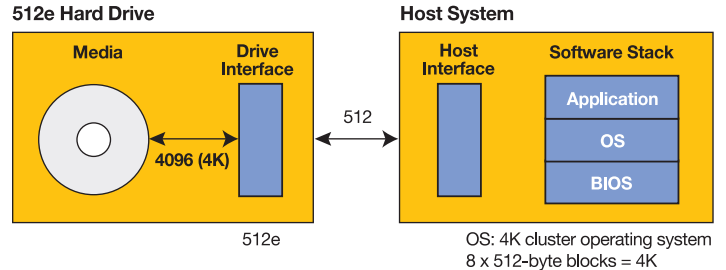 512e Hard Drive
Media
Drive
Interface
4096 (4K)
512e
512
Host System
Host
Interface
Software Stack
Application
OS
BIOS
OS: 4K cluster operating system
8 x 512-byte blocks = 4K